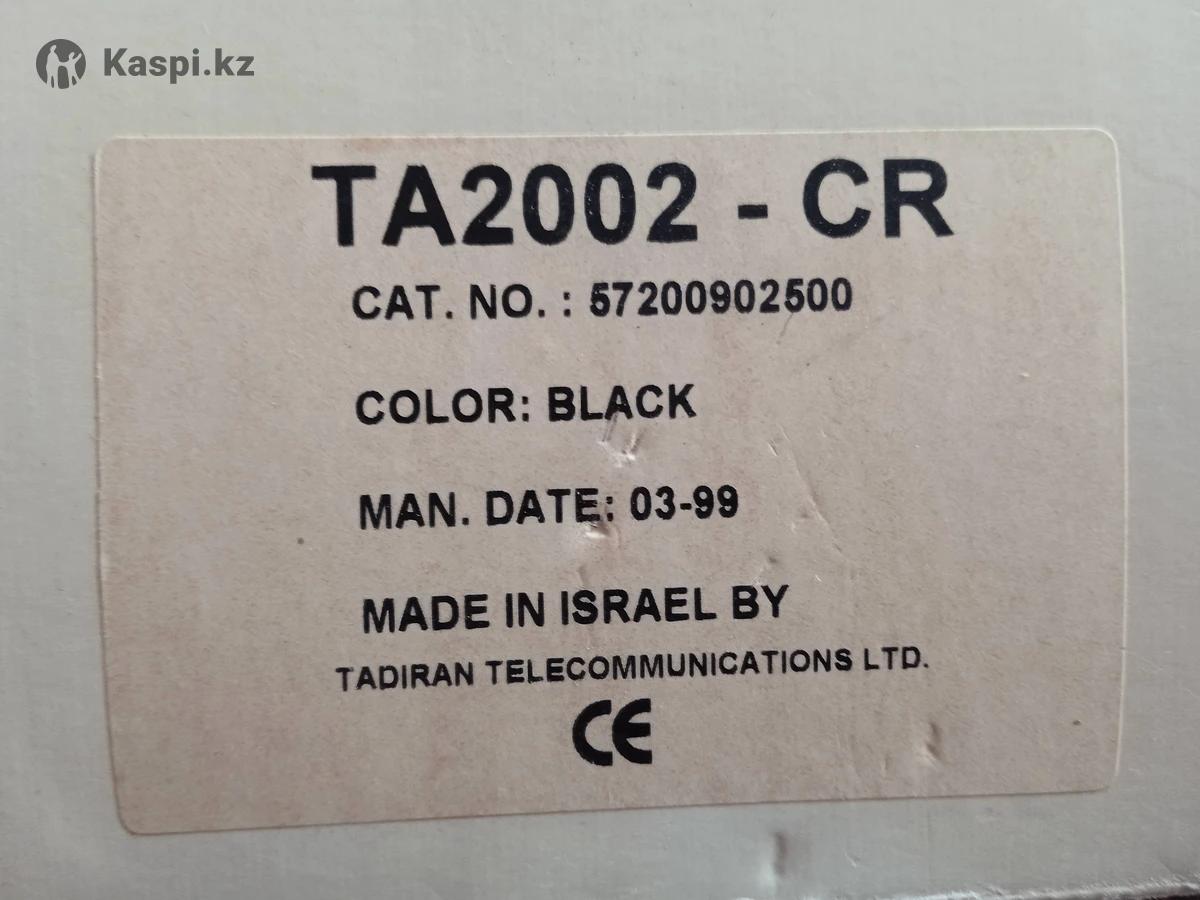 Kaspi.kz
TA2002 - CR
CAT. NO. : 57200902500
COLOR: BLACK
MAN. DATE: 03-99
MADE IN ISRAEL BY
TADIRAN TELECOMMUNICATIONS LTD.
CE